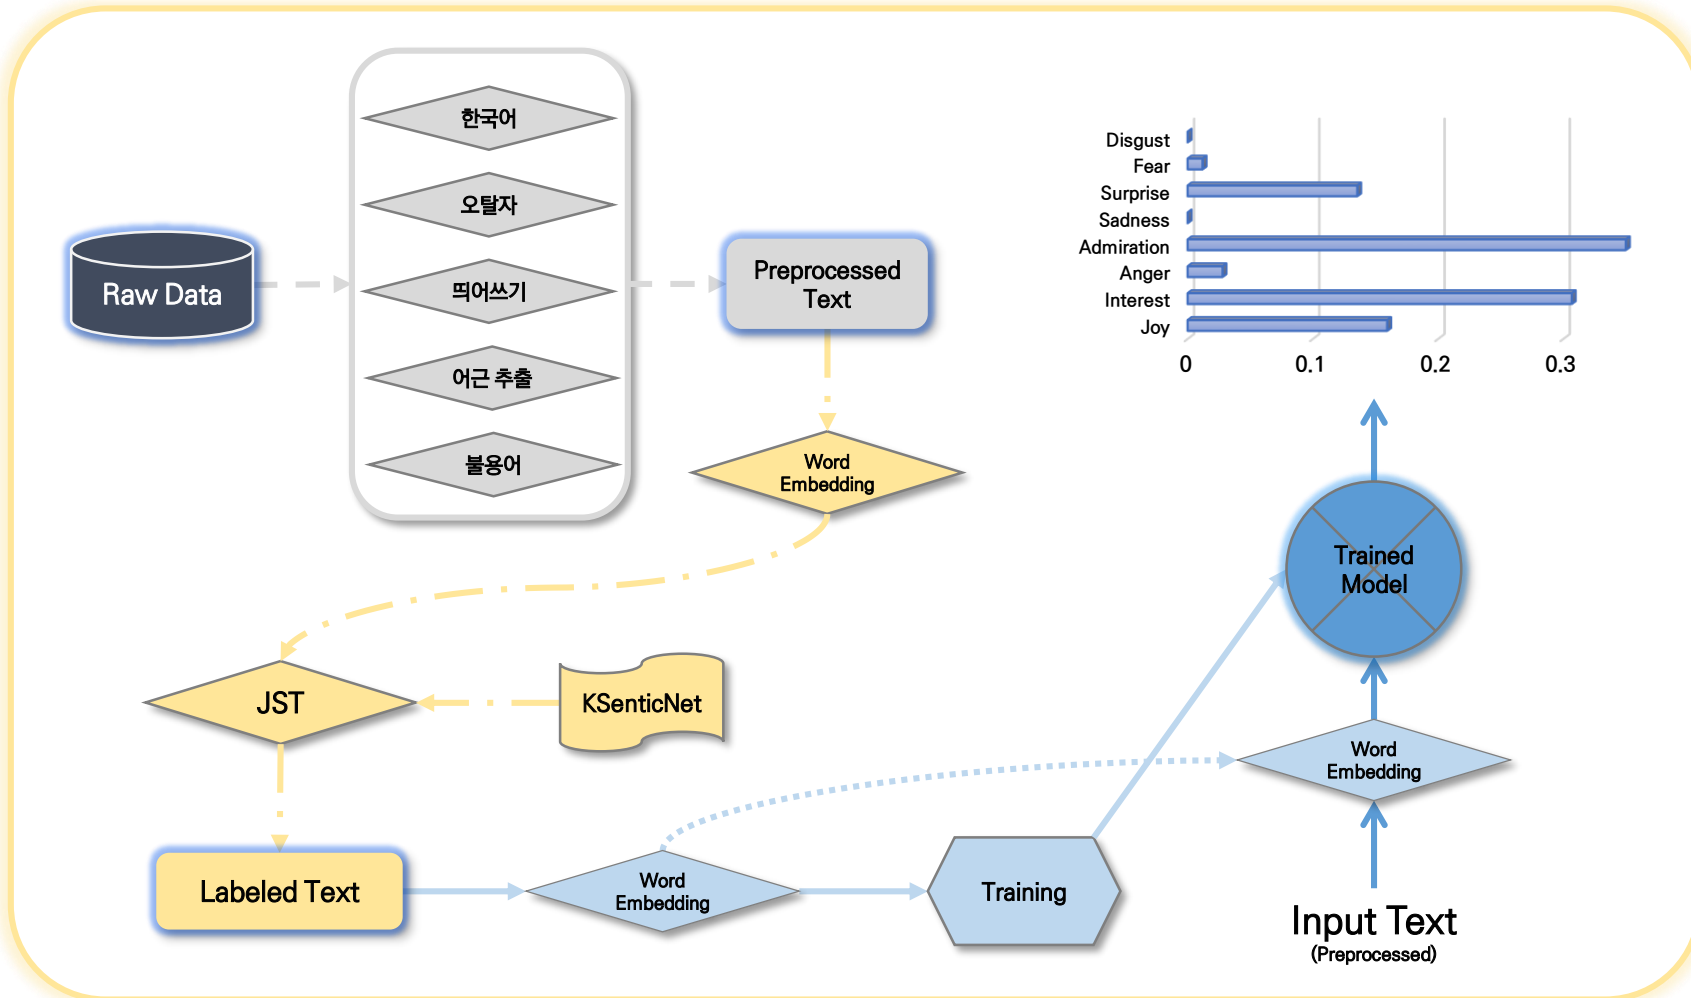 Raw Data
한국어
오탈자
띄어쓰기
어근 추출
불용어
Preprocessed
Text
Word
Embedding
JST
KSenticNet
Labeled Text
Word
Embedding
Training
Disgust
Fear
Surprise
Sadness
Admiration
Anger
Interest
Joy
0 0.1 0.2 0.3
Trained
Model
Word
Embedding
Input Text
(Preprocessed)